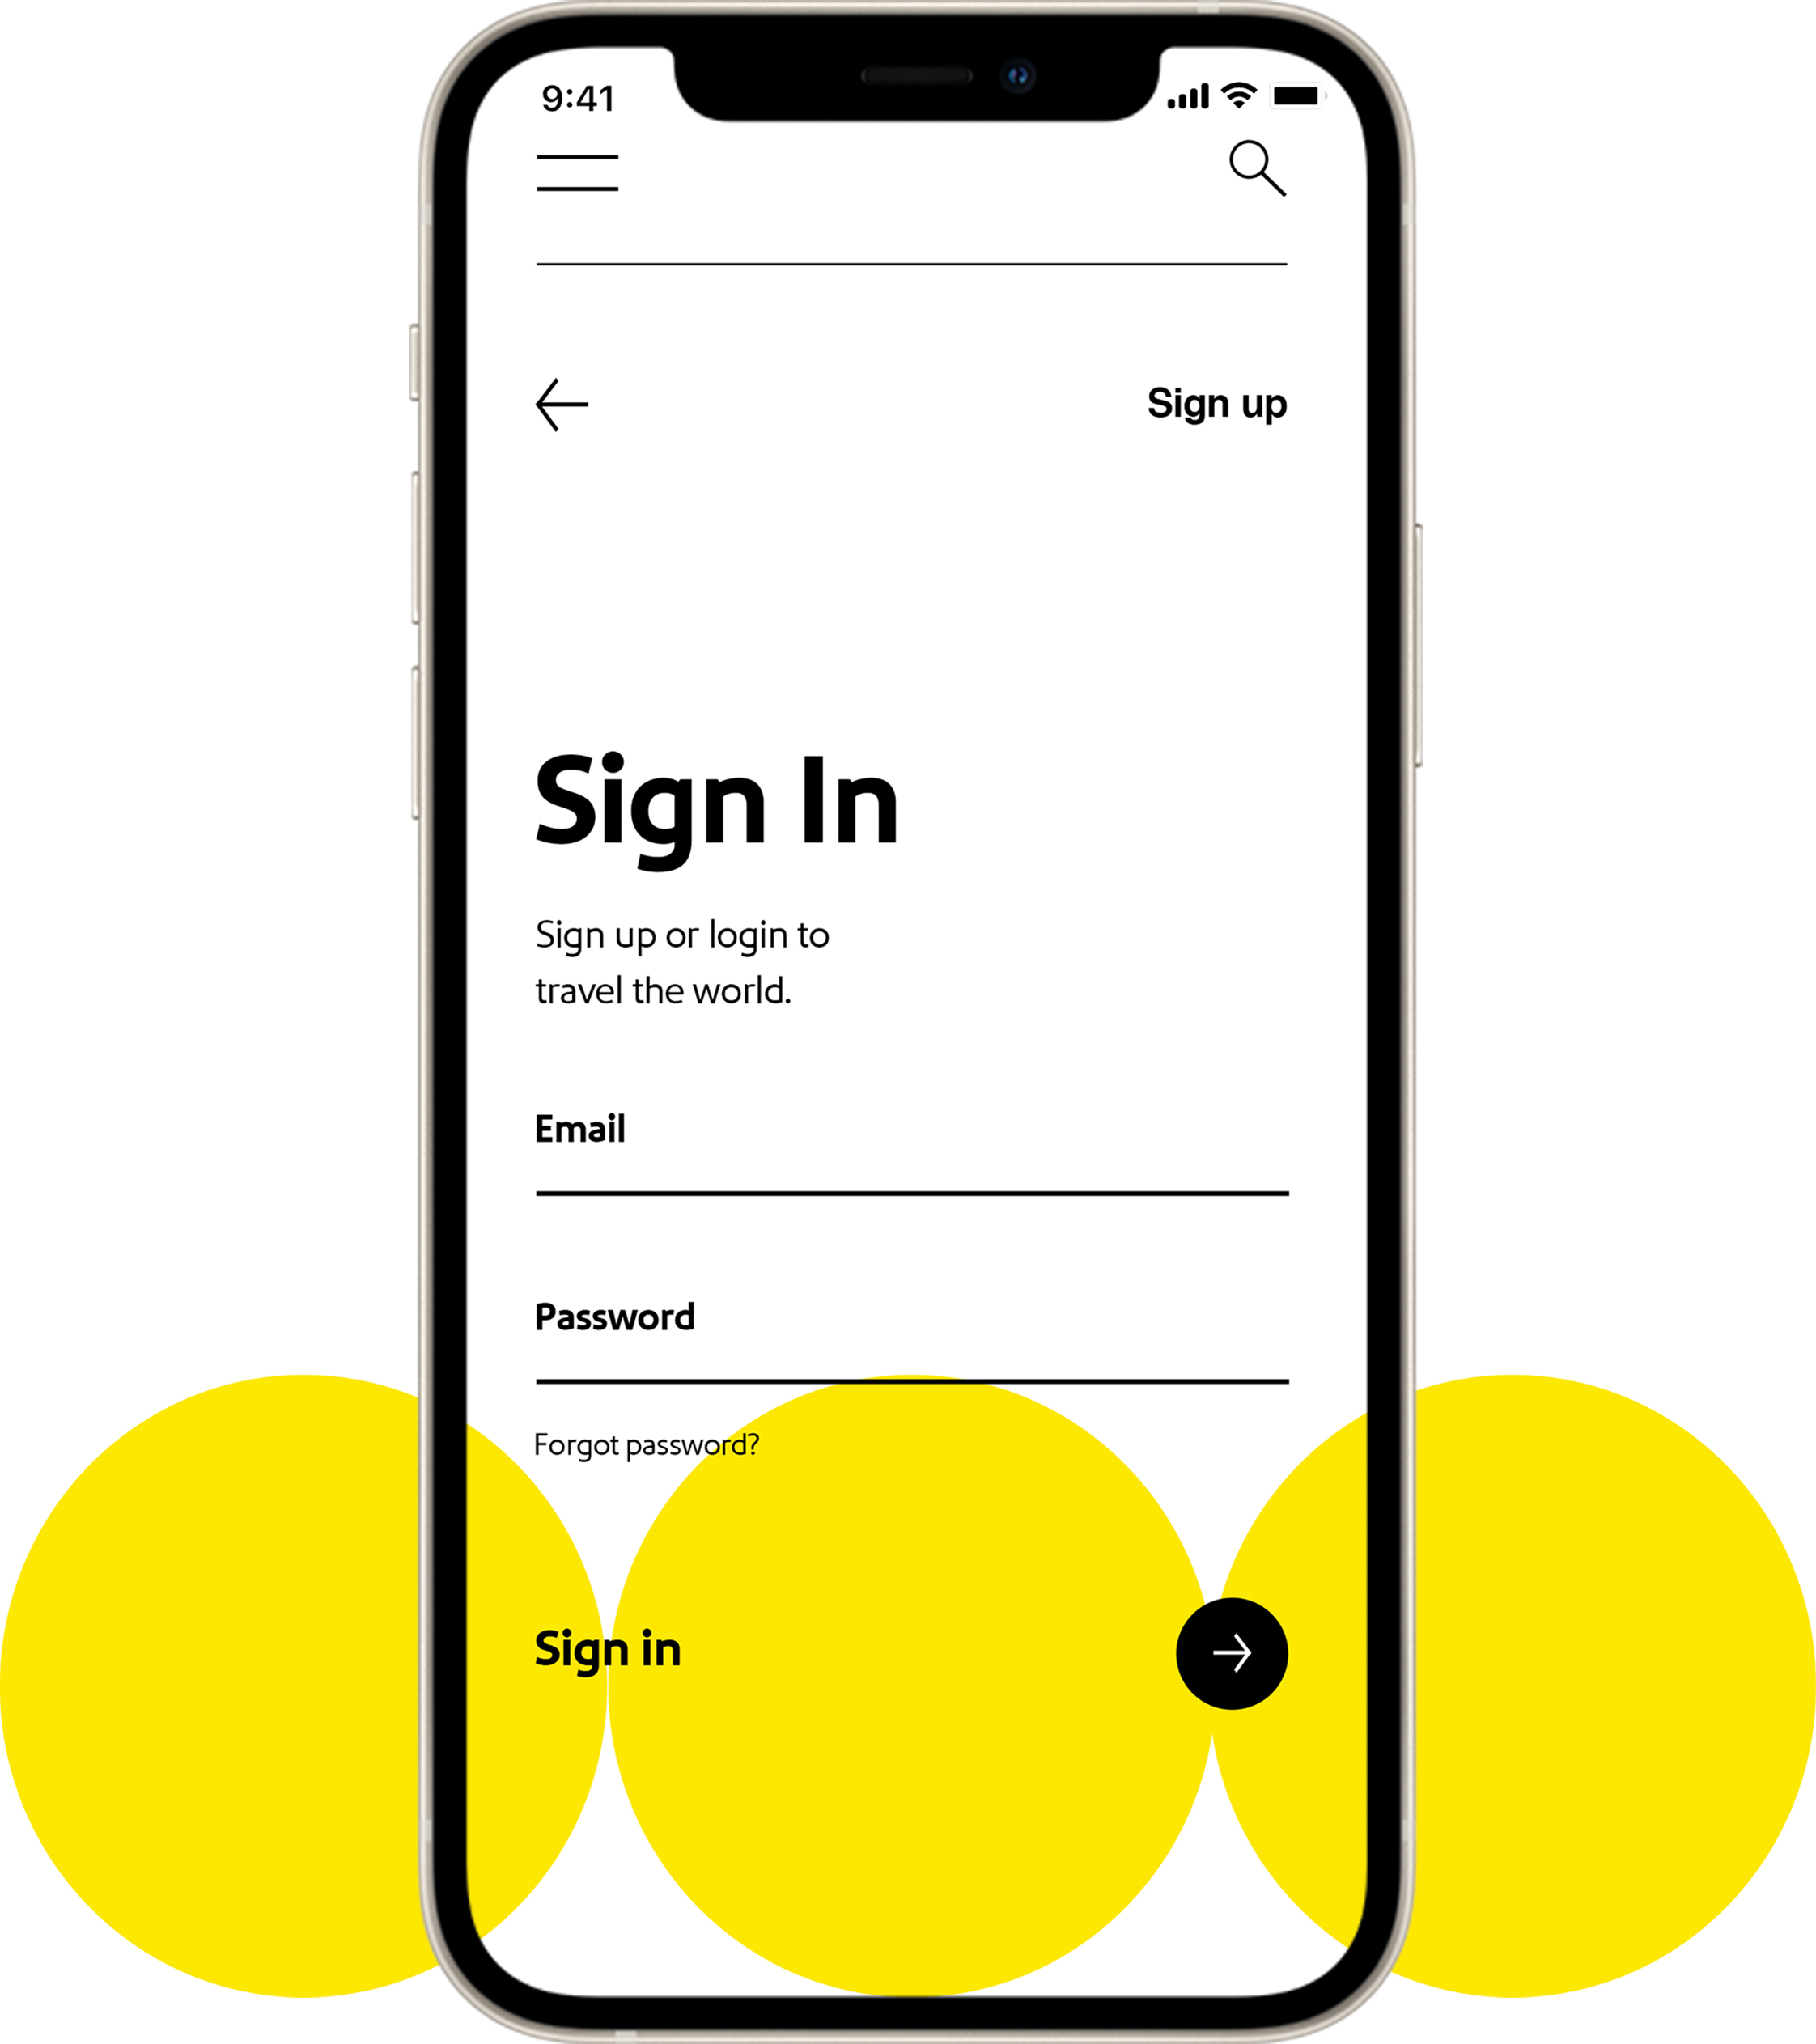 9:41
Sign up
Sign In
Sign up or login to
travel the world.
Email
Password
Forgot password?
Sign in